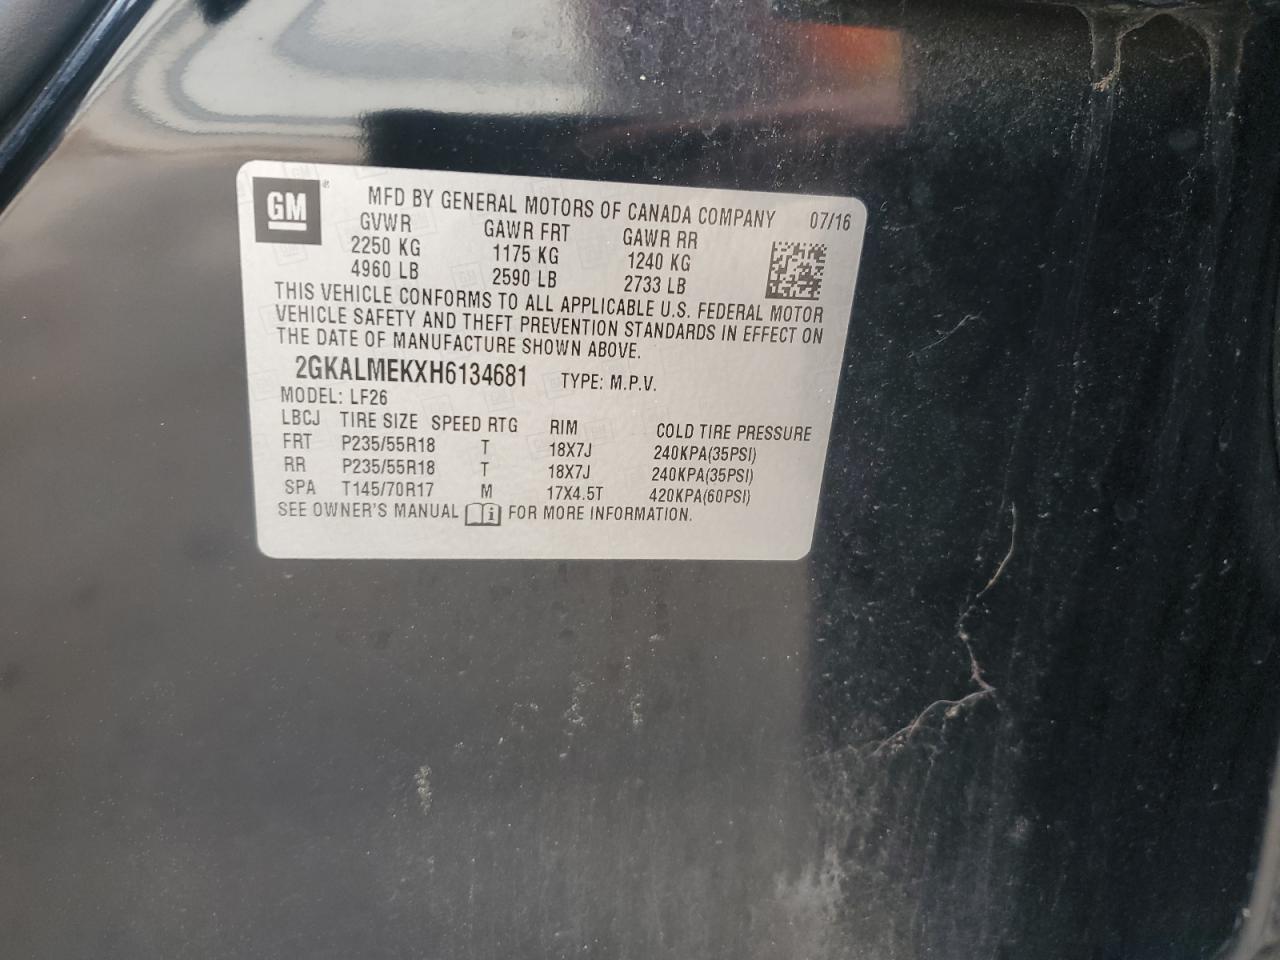 GM ® MFD BY GENERAL MOTORS OF CANADA COMPANY 07/16
GVWR GAWR FRT GAWR RR
2250 KG 1175 KG 1240 KG
4960 LB 2590 LB 2733 LB
THIS VEHICLE CONFORMS TO ALL APPLICABLE U.S. FEDERAL MOTOR
VEHICLE SAFETY AND THEFT PREVENTION STANDARDS IN EFFECT ON
THE DATE OF MANUFACTURE SHOWN ABOVE.
2GKALMEKXH6134681 TYPE: M.P.V.
MODEL: LF26
LBCJ TIRE SIZE SPEED RTG RIM COLD TIRE PRESSURE
FRT P235/55R18 T 18X7J 240KPA(35PSI)
RR P235/55R18 T 18X7J 240KPA(35PSI)
SPA T145/70R17 M 17X4.5T 420KPA(60PSI)
SEE OWNER'S MANUAL i FOR MORE INFORMATION.